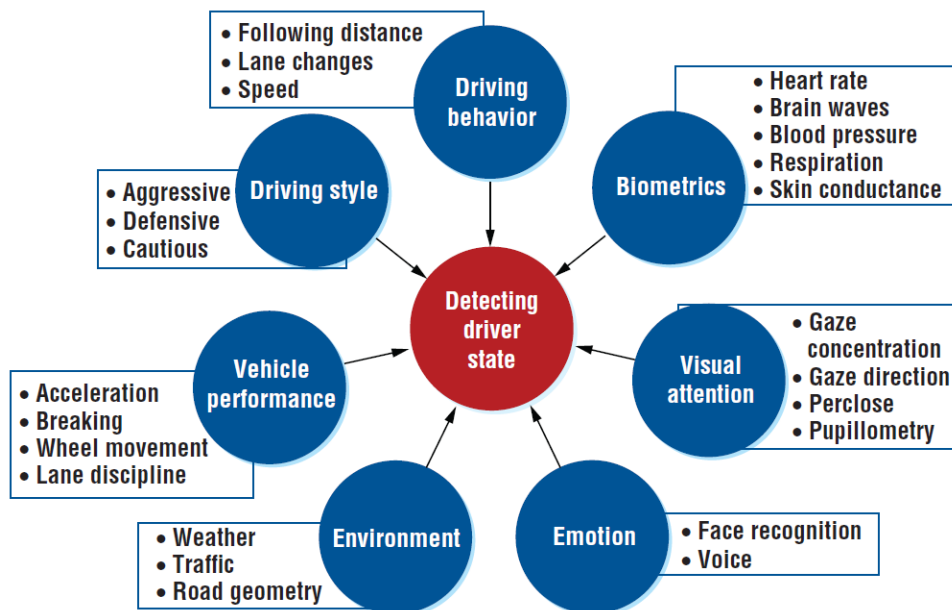 • Following distance
• Lane changes
• Speed
Driving
behavior
• Heart rate
• Brain waves
• Blood pressure
• Respiration
• Skin conductance
Biometrics
• Aggressive
• Defensive
• Cautious
Driving style
Detecting
driver
state
• Gaze
concentration
• Gaze direction
• Perclose
• Pupillometry
Visual
attention
Vehicle
performance
• Acceleration
• Breaking
• Wheel movement
• Lane discipline
• Weather
• Traffic
• Road geometry
Environment
Emotion
• Face recognition
• Voice